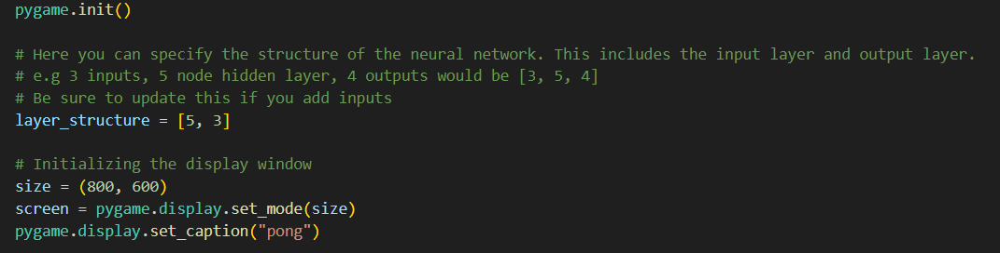 pygame.init()
# Here you can specify the structure of the neural network. This includes the input layer and output layer.
# e.g 3 inputs, 5 node hidden layer, 4 outputs would be [3, 5, 4]
# Be sure to update this if you add inputs
layer_structure = [5, 3]
# Initializing the display window
size = (800, 600)
screen = pygame.display.set_mode(size)
pygame.display.set_caption("pong")